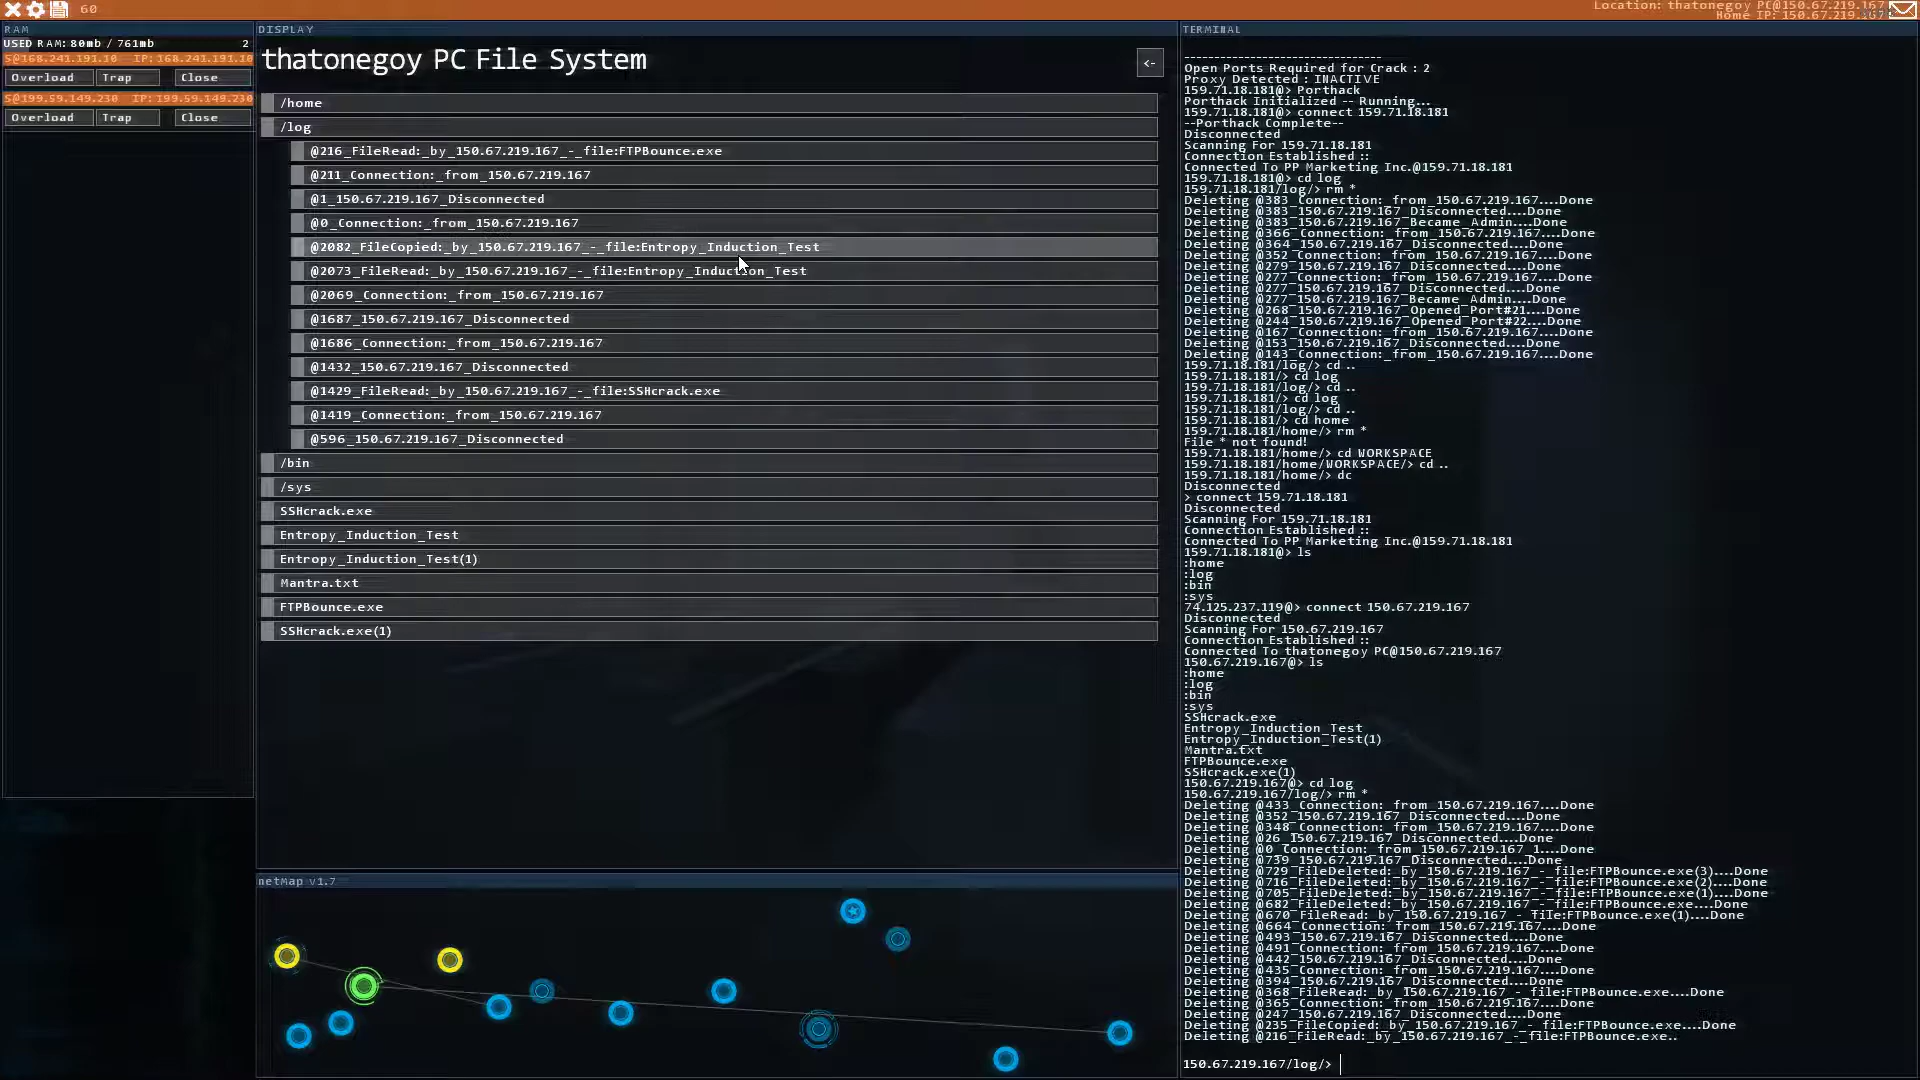 60
Location: thatonegoy PC@150.67.219.167
Home IP: 150.67.219.167
RAM
USED RAM: 80mb / 761mb 2
S@168.241.191.10 IP: 168.241.191.10
Overload Trap Close
S@199.59.149.230 IP: 199.59.149.230
Overload Trap Close
DISPLAY
thatonegoy PC File System
<-
/home
/log
@216_FileRead:_by_150.67.219.167_-_file:FTPBounce.exe
@211_Connection:_from_150.67.219.167
@1_150.67.219.167_Disconnected
@0_Connection:_from_150.67.219.167
@2082_FileCopied:_by_150.67.219.167_-_file:Entropy_Induction_Test
@2073_FileRead:_by_150.67.219.167_-_file:Entropy_Induction_Test
@2069_Connection:_from_150.67.219.167
@1687_150.67.219.167_Disconnected
@1686_Connection:_from_150.67.219.167
@1432_150.67.219.167_Disconnected
@1429_FileRead:_by_150.67.219.167_-_file:SSHcrack.exe
@1419_Connection:_from_150.67.219.167
@596_150.67.219.167_Disconnected
/bin
/sys
SSHcrack.exe
Entropy_Induction_Test
Entropy_Induction_Test(1)
Mantra.txt
FTPBounce.exe
SSHcrack.exe(1)
netMap v1.7
TERMINAL
---------------------------------
Open Ports Required for Crack : 2
Proxy Detected : INACTIVE
159.71.18.181@> Porthack
Porthack Initialized -- Running...
159.71.18.181@> connect 159.71.18.181
--Porthack Complete--
Disconnected
Scanning For 159.71.18.181
Connection Established ::
Connected To PP Marketing Inc.@159.71.18.181
159.71.18.181@> cd log
159.71.18.181/log/> rm *
Deleting @383_Connection:_from_150.67.219.167....Done
Deleting @383_150.67.219.167_Disconnected....Done
Deleting @383_150.67.219.167_Became_Admin....Done
Deleting @366_Connection:_from_150.67.219.167....Done
Deleting @364_150.67.219.167_Disconnected....Done
Deleting @352_Connection:_from_150.67.219.167....Done
Deleting @279_150.67.219.167_Disconnected....Done
Deleting @277_Connection:_from_150.67.219.167....Done
Deleting @277_150.67.219.167_Disconnected....Done
Deleting @277_150.67.219.167_Became_Admin....Done
Deleting @268_150.67.219.167_Opened_Port#21....Done
Deleting @244_150.67.219.167_Opened_Port#22....Done
Deleting @167_Connection:_from_150.67.219.167....Done
Deleting @153_150.67.219.167_Disconnected....Done
Deleting @143_Connection:_from_150.67.219.167....Done
159.71.18.181/log/> cd ..
159.71.18.181/> cd log
159.71.18.181/log/> cd ..
159.71.18.181/> cd log
159.71.18.181/log/> cd ..
159.71.18.181/> cd home
159.71.18.181/home/> rm *
File * not found!
159.71.18.181/home/> cd WORKSPACE
159.71.18.181/home/WORKSPACE/> cd ..
159.71.18.181/home/> dc
Disconnected
> connect 159.71.18.181
Disconnected
Scanning For 159.71.18.181
Connection Established ::
Connected To PP Marketing Inc.@159.71.18.181
159.71.18.181@> ls
:home
:log
:bin
:sys
74.125.237.119@> connect 150.67.219.167
Disconnected
Scanning For 150.67.219.167
Connection Established ::
Connected To thatonegoy PC@150.67.219.167
150.67.219.167@> ls
:home
:log
:bin
:sys
SSHcrack.exe
Entropy_Induction_Test
Entropy_Induction_Test(1)
Mantra.txt
FTPBounce.exe
SSHcrack.exe(1)
150.67.219.167@> cd log
150.67.219.167/log/> rm *
Deleting @433_Connection:_from_150.67.219.167....Done
Deleting @352_150.67.219.167_Disconnected....Done
Deleting @348_Connection:_from_150.67.219.167....Done
Deleting @26_150.67.219.167_Disconnected....Done
Deleting @0_Connection:_from_150.67.219.167_1....Done
Deleting @739_150.67.219.167_Disconnected....Done
Deleting @729_FileDeleted:_by_150.67.219.167_-_file:FTPBounce.exe(3)....Done
Deleting @716_FileDeleted:_by_150.67.219.167_-_file:FTPBounce.exe(2)....Done
Deleting @705_FileDeleted:_by_150.67.219.167_-_file:FTPBounce.exe(1)....Done
Deleting @682_FileDeleted:_by_150.67.219.167_-_file:FTPBounce.exe....Done
Deleting @670_FileRead:_by_150.67.219.167_-_file:FTPBounce.exe(1)....Done
Deleting @664_Connection:_from_150.67.219.167....Done
Deleting @493_150.67.219.167_Disconnected....Done
Deleting @491_Connection:_from_150.67.219.167....Done
Deleting @442_150.67.219.167_Disconnected....Done
Deleting @435_Connection:_from_150.67.219.167....Done
Deleting @394_150.67.219.167_Disconnected....Done
Deleting @368_FileRead:_by_150.67.219.167_-_file:FTPBounce.exe....Done
Deleting @365_Connection:_from_150.67.219.167....Done
Deleting @247_150.67.219.167_Disconnected....Done
Deleting @235_FileCopied:_by_150.67.219.167_-_file:FTPBounce.exe....Done
Deleting @216_FileRead:_by_150.67.219.167_-_file:FTPBounce.exe..
150.67.219.167/log/>